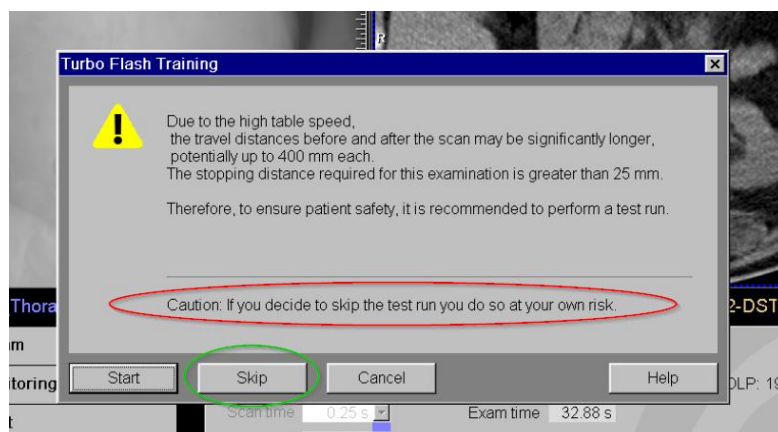 R
Turbo Flash Training
Due to the high table speed,
the travel distances before and after the scan may be significantly longer,
potentially up to 400 mm each.
The stopping distance required for this examination is greater than 25 mm.
Therefore, to ensure patient safety, it is recommended to perform a test run.
Caution: If you decide to skip the test run you do so at your own risk.
_Thora
2-DST
m
itoring
Start
Skip
Cancel
Help
DLP: 19
t
Scan time
0.25 s
Exam time
32.88 s